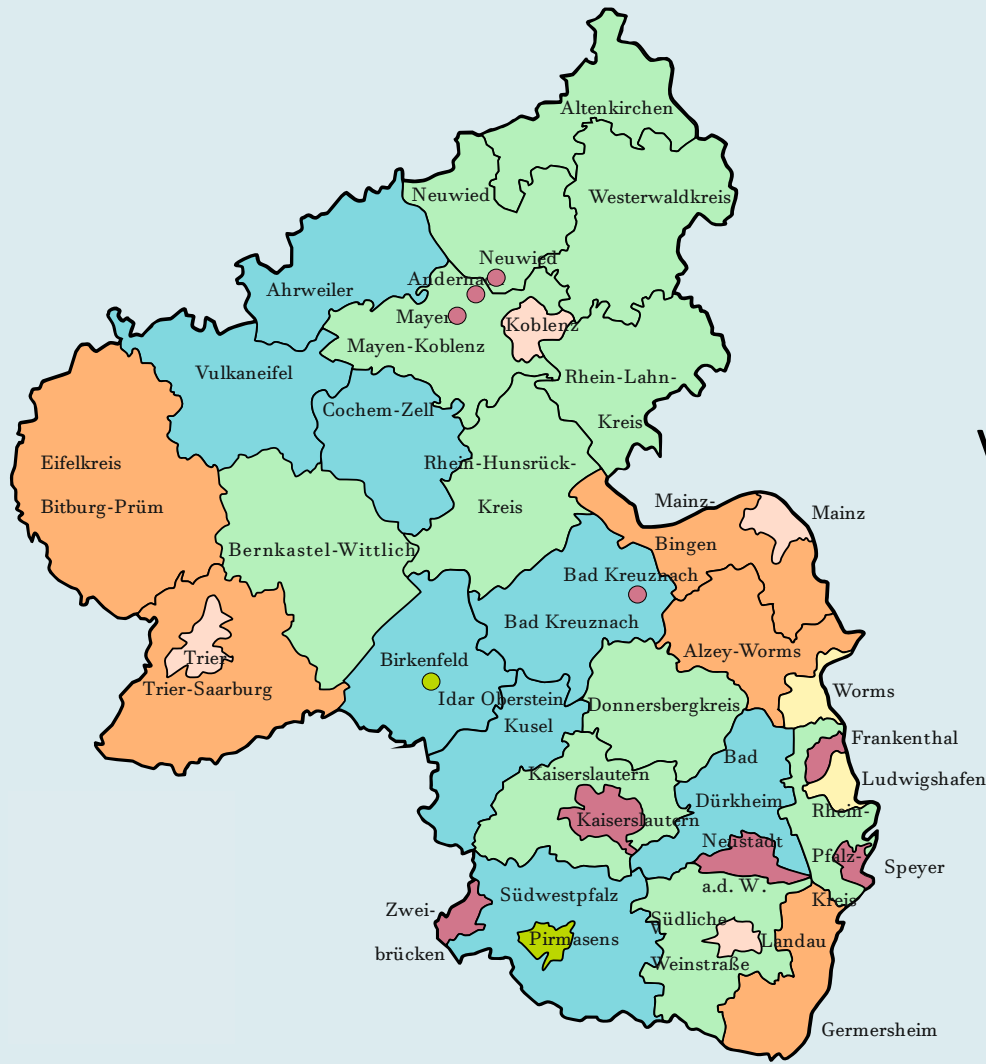 Altenkirchen
Neuwied
Westerwaldkreis
Neuwied
Anderna
Ahrweiler
Mayen
Koblenz
Mayen-Koblenz
Vulkaneifel
Rhein-Lahn-
Kreis
Cochem-Zell
Eifelkreis
Bitburg-Prüm
Rhein-Hunsrück-
Kreis
Mainz-
Bingen
Mainz
Bernkastel-Wittlich
Bad Kreuznach
Bad Kreuznach
Trier
Trier-Saarburg
Birkenfeld
Idar Oberstein
Alzey-Worms
Worms
Donnersbergkreis
Kusel
Frankenthal
Bad
Dürkheim
Ludwigshafen
Kaiserslautern
Kaiserslautern
Rhein-
Pfalz-
Kreis
Neustadt
a.d. W.
Speyer
Zwei-
brücken
Südwestpfalz
Pirmasens
Südliche
Weinstraße
Landau
Germersheim